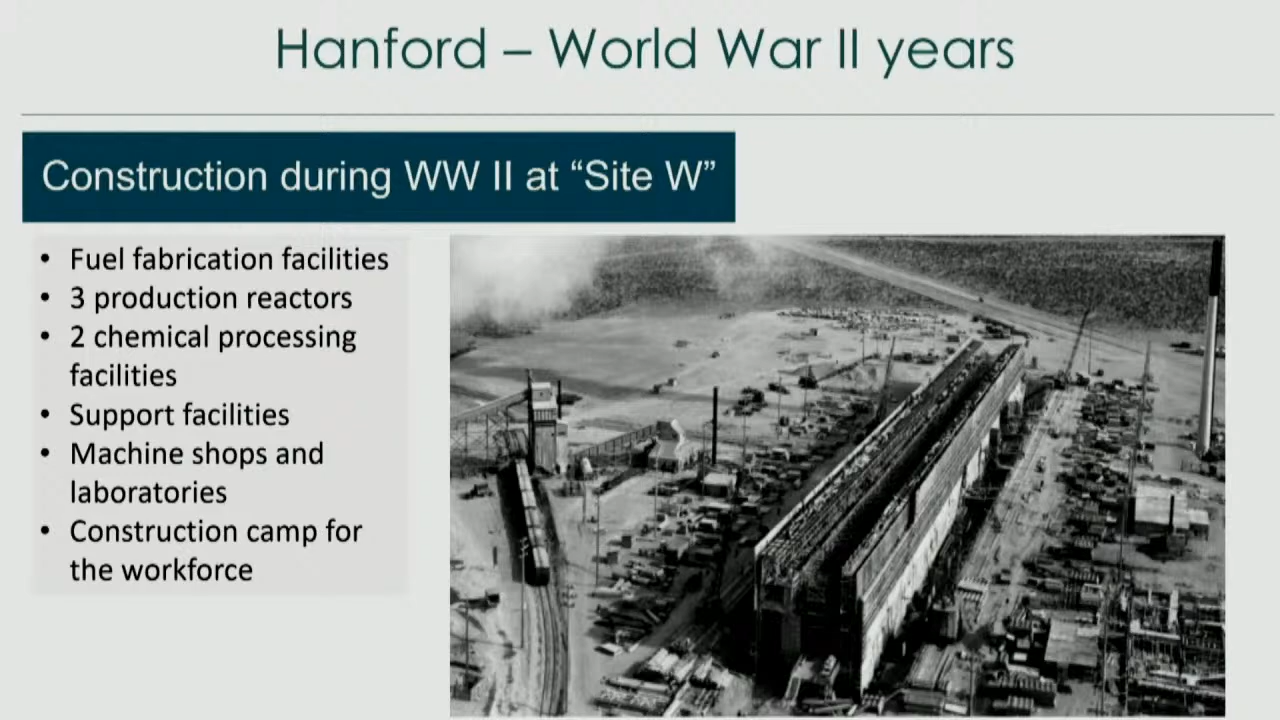 Hanford – World War II years
Construction during WW II at “Site W”
• Fuel fabrication facilities
• 3 production reactors
• 2 chemical processing
facilities
• Support facilities
• Machine shops and
laboratories
• Construction camp for
the workforce